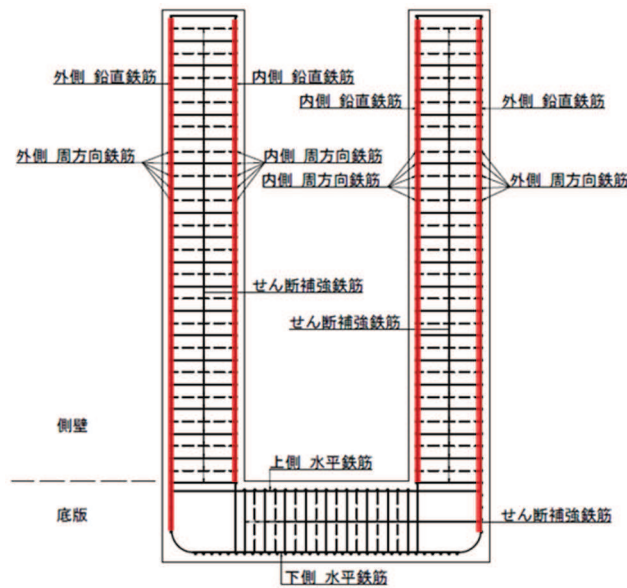 外側 鉛直鉄筋
内側 鉛直鉄筋
内側 鉛直鉄筋
外側 鉛直鉄筋
外側 周方向鉄筋
内側 周方向鉄筋
内側 周方向鉄筋
外側 周方向鉄筋
せん断補強鉄筋
せん断補強鉄筋
側壁
上側 水平鉄筋
底版
せん断補強鉄筋
下側 水平鉄筋